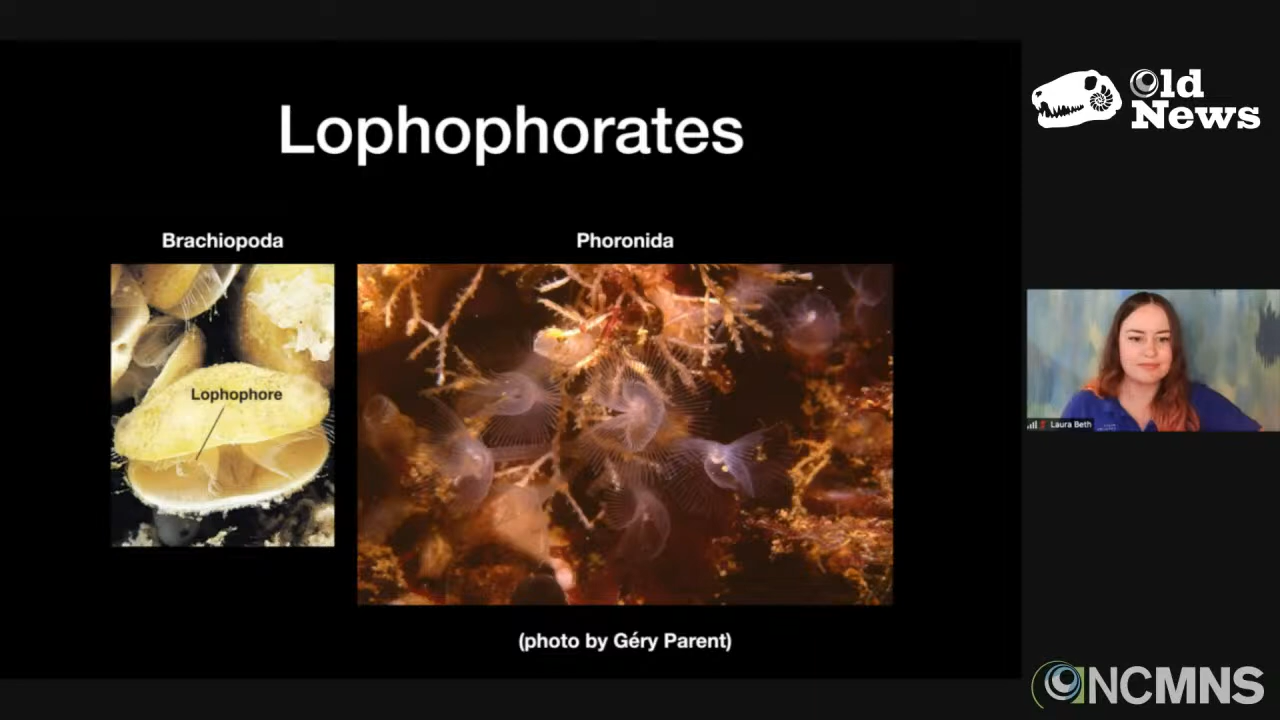 Lophophorates
Brachiopoda
Phoronida
Lophophore
(photo by Géry Parent)
Old
News
Laura Beth
NCMNS